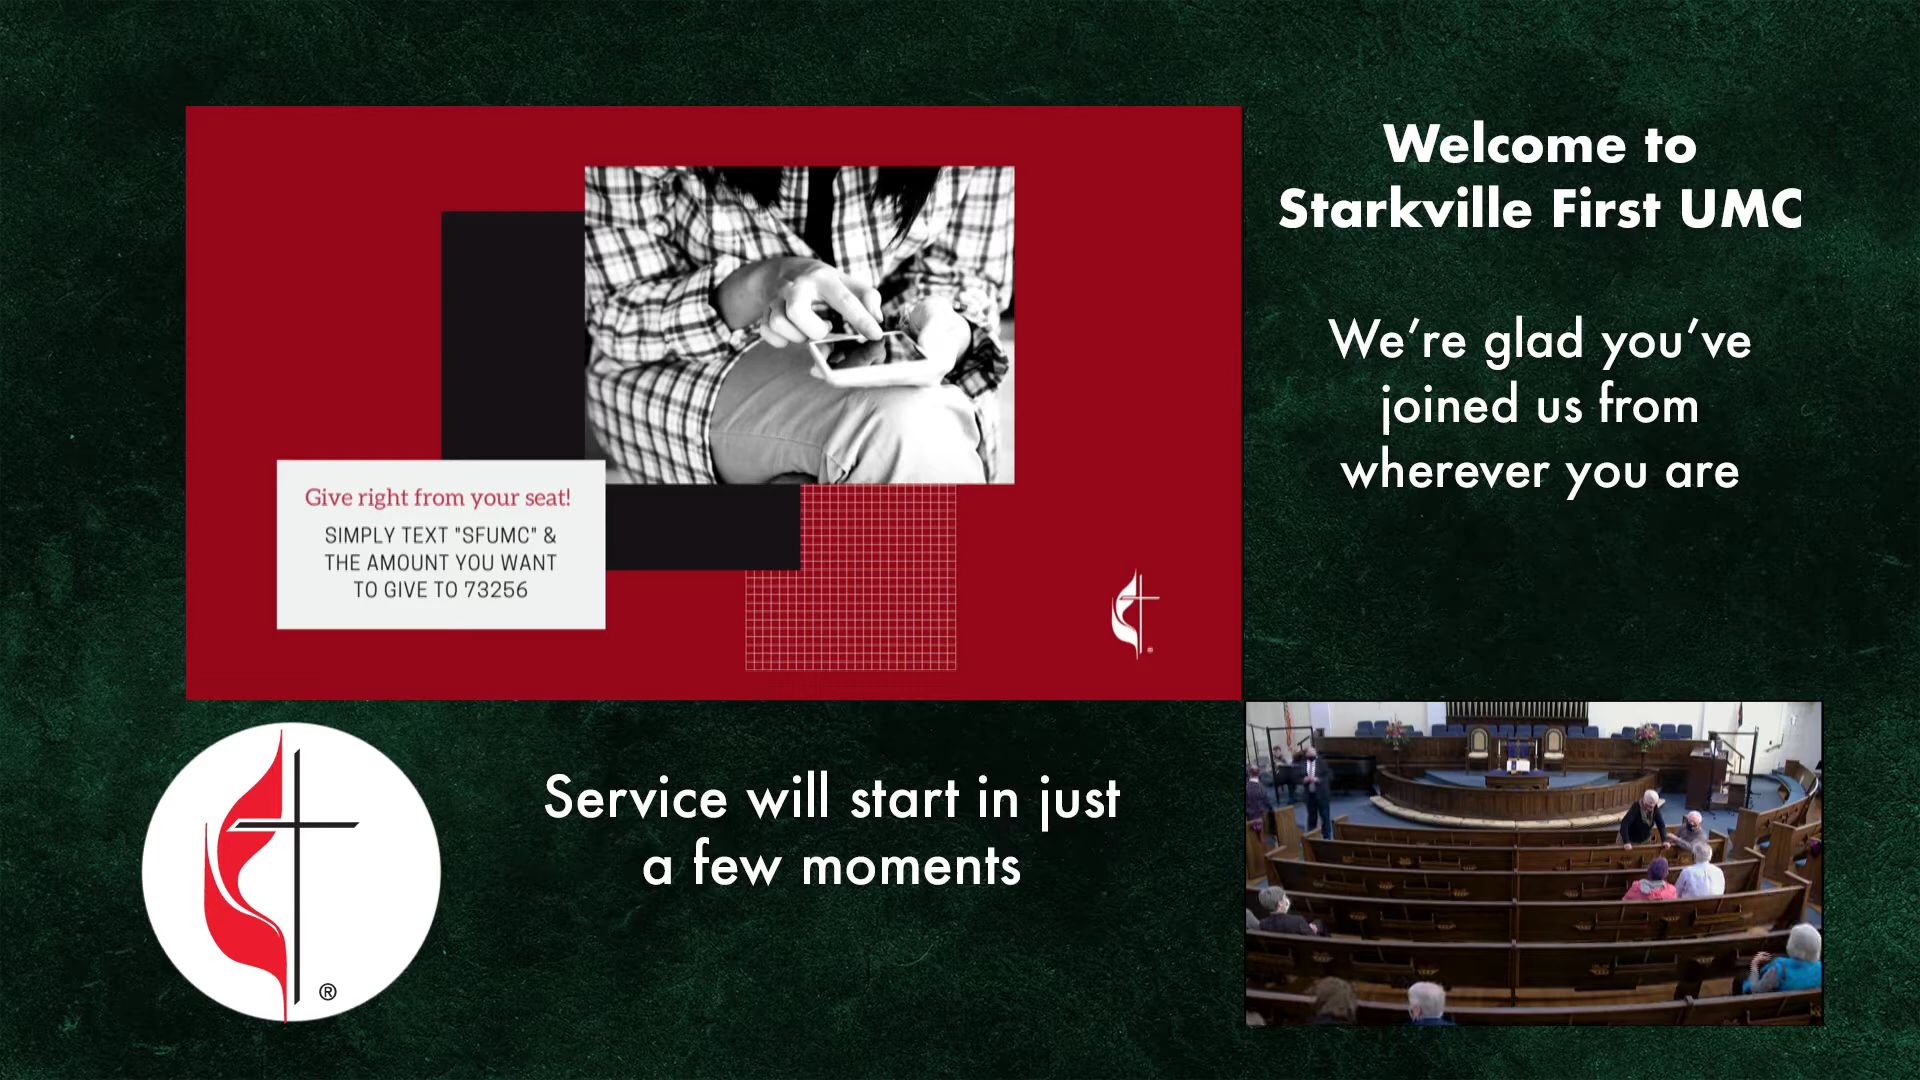 Welcome to
Starkville First UMC
We're glad you've
joined us from
wherever you are
Give right from your seat!
SIMPLY TEXT "SFUMC" &
THE AMOUNT YOU WANT
TO GIVE TO 73256
®
Service will start in just
a few moments
®